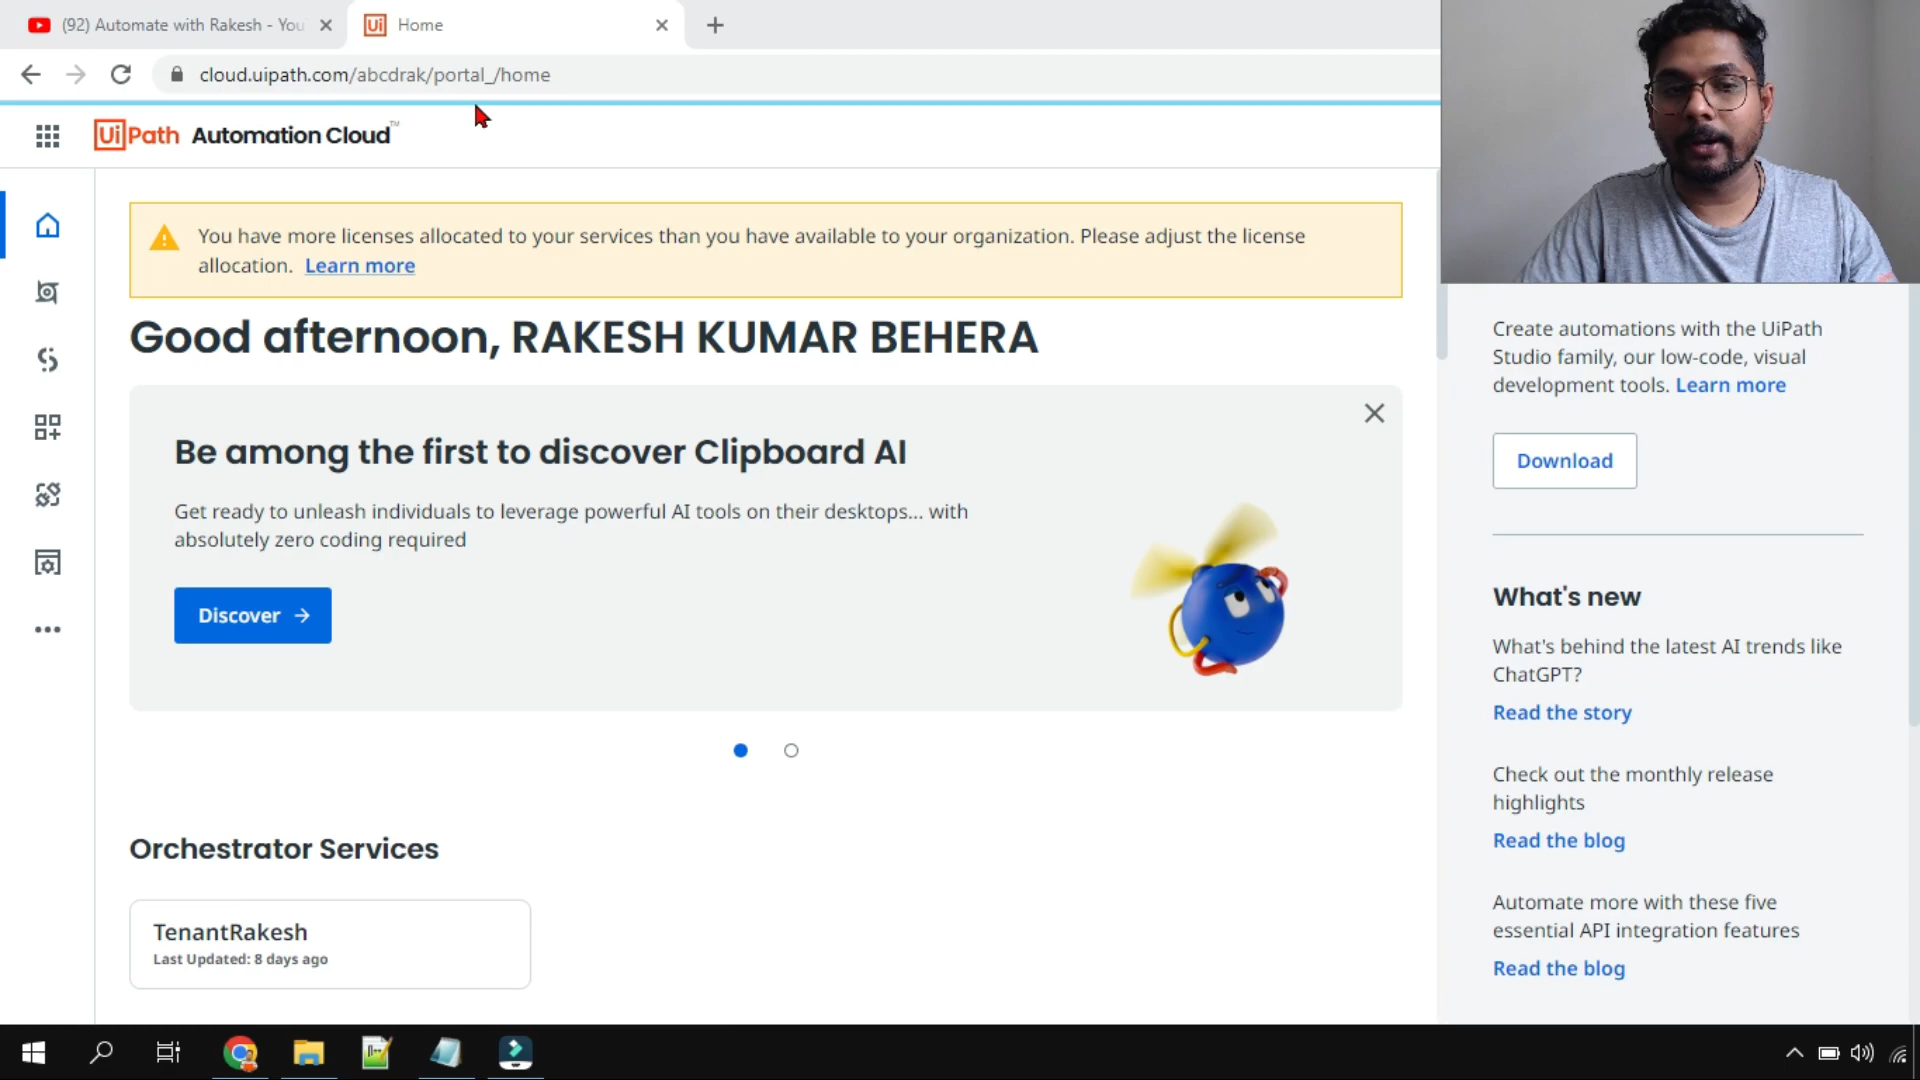 (92) Automate with Rakesh - You
Home
cloud.uipath.com/abcdrak/portal_/home
UiPath Automation Cloud™
You have more licenses allocated to your services than you have available to your organization. Please adjust the license
allocation. Learn more
Good afternoon, RAKESH KUMAR BEHERA
Be among the first to discover Clipboard AI
Get ready to unleash individuals to leverage powerful AI tools on their desktops... with
absolutely zero coding required
Discover
Orchestrator Services
TenantRakesh
Last Updated: 8 days ago
Create automations with the UiPath
Studio family, our low-code, visual
development tools. Learn more
Download
What's new
What's behind the latest AI trends like
ChatGPT?
Read the story
Check out the monthly release
highlights
Read the blog
Automate more with these five
essential API integration features
Read the blog